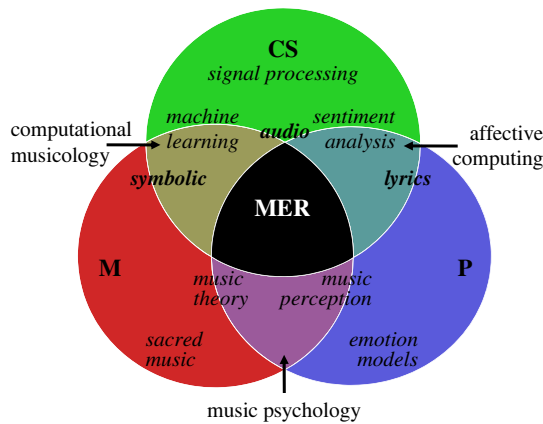 CS
signal processing
machine
learning
audio
sentiment
analysis
computational
musicology
affective
computing
symbolic
lyrics
MER
M
P
music
theory
music
perception
sacred
music
emotion
models
music psychology